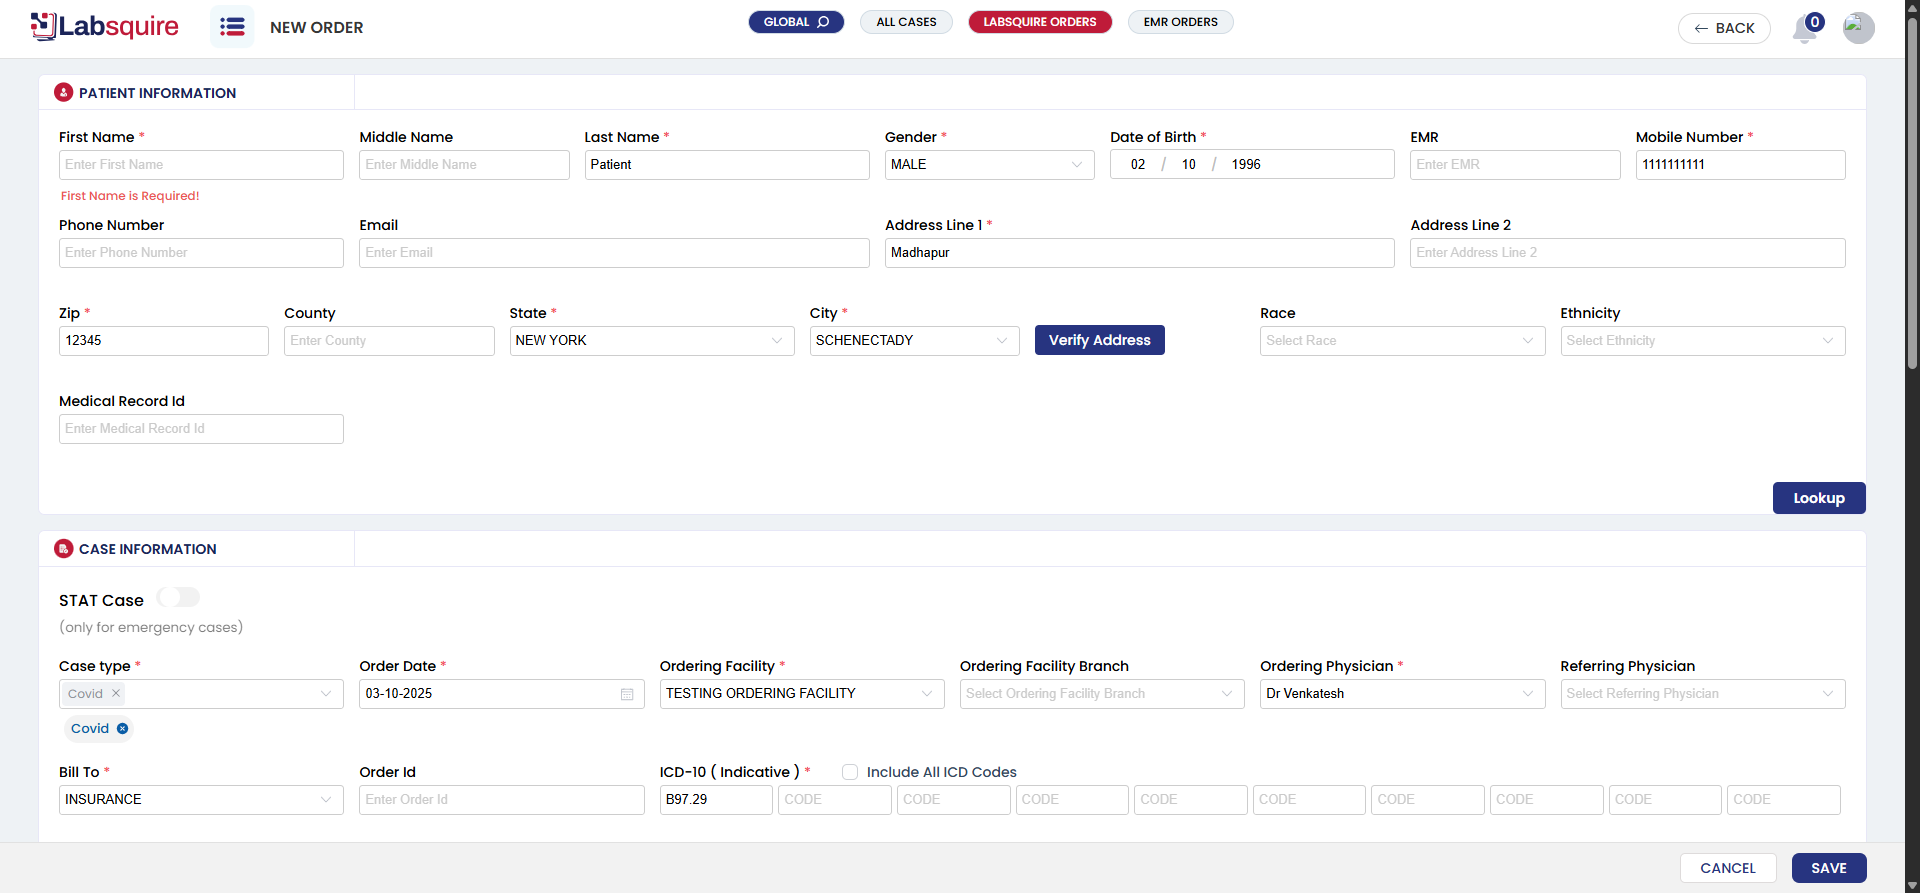 Labsquire
NEW ORDER
GLOBAL
ALL CASES
LABSQUIRE ORDERS
EMR ORDERS
BACK
0
PATIENT INFORMATION
First Name *
Middle Name
Last Name *
Gender *
Date of Birth *
EMR
Mobile Number *
Enter First Name
Enter Middle Name
Patient
MALE
02 / 10 / 1996
Enter EMR
1111111111
First Name is Required!
Phone Number
Email
Address Line 1 *
Address Line 2
Enter Phone Number
Enter Email
Madhapur
Enter Address Line 2
Zip *
County
State *
City *
Race
Ethnicity
12345
Enter County
NEW YORK
SCHENECTADY
Verify Address
Select Race
Select Ethnicity
Medical Record Id
Enter Medical Record Id
Lookup
CASE INFORMATION
STAT Case
(only for emergency cases)
Case type *
Order Date *
Ordering Facility *
Ordering Facility Branch
Ordering Physician *
Referring Physician
Covid
03-10-2025
TESTING ORDERING FACILITY
Select Ordering Facility Branch
Dr Venkatesh
Select Referring Physician
Covid
Bill To *
Order Id
ICD-10 ( Indicative ) *
Include All ICD Codes
INSURANCE
Enter Order Id
B97.29
CODE
CODE
CODE
CODE
CODE
CODE
CODE
CODE
CODE
CANCEL
SAVE